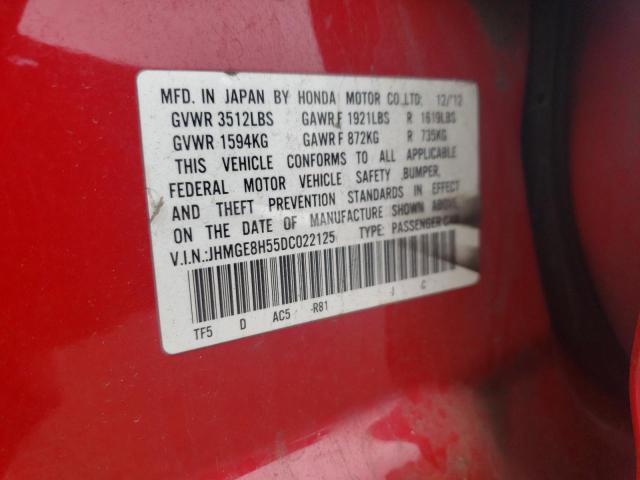 MFD. IN JAPAN BY HONDA MOTOR CO.,LTD. 12/'12
GVWR 3512LBS GAWR F 1921LBS R 1619LBS
GVWR 1594KG GAWR F 872KG R 735KG
THIS VEHICLE CONFORMS TO ALL APPLICABLE
FEDERAL MOTOR VEHICLE SAFETY ,BUMPER,
AND THEFT PREVENTION STANDARDS IN EFFECT
ON THE DATE OF MANUFACTURE SHOWN ABOVE.
V.I.N.:JHMGE8H55DC022125 TYPE: PASSENGER CAR
TF5 D AC5 -R81 J C